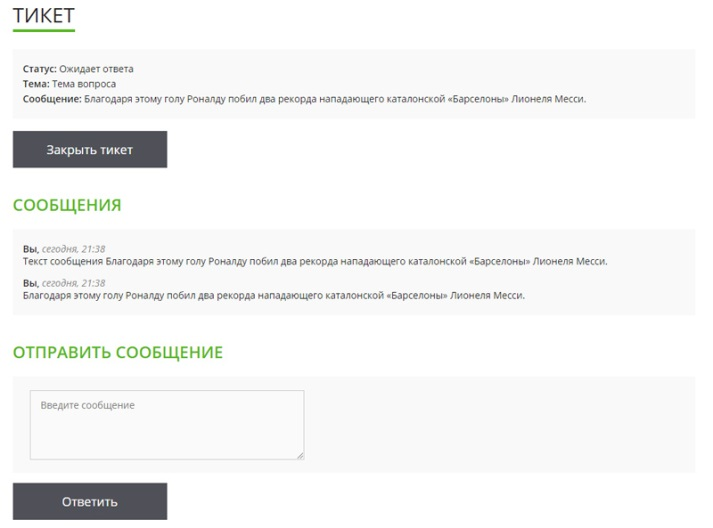 ТИКЕТ
Статус: Ожидает ответа
Тема: Тема вопроса
Сообщение: Благодаря этому голу Роналду побил два рекорда нападающего каталонской «Барселоны» Лионеля Месси.
Закрыть тикет
СООБЩЕНИЯ
Вы, сегодня, 21:38
Текст сообщения Благодаря этому голу Роналду побил два рекорда нападающего каталонской «Барселоны» Лионеля Месси.
Вы, сегодня, 21:38
Благодаря этому голу Роналду побил два рекорда нападающего каталонской «Барселоны» Лионеля Месси.
ОТПРАВИТЬ СООБЩЕНИЕ
Введите сообщение
Ответить